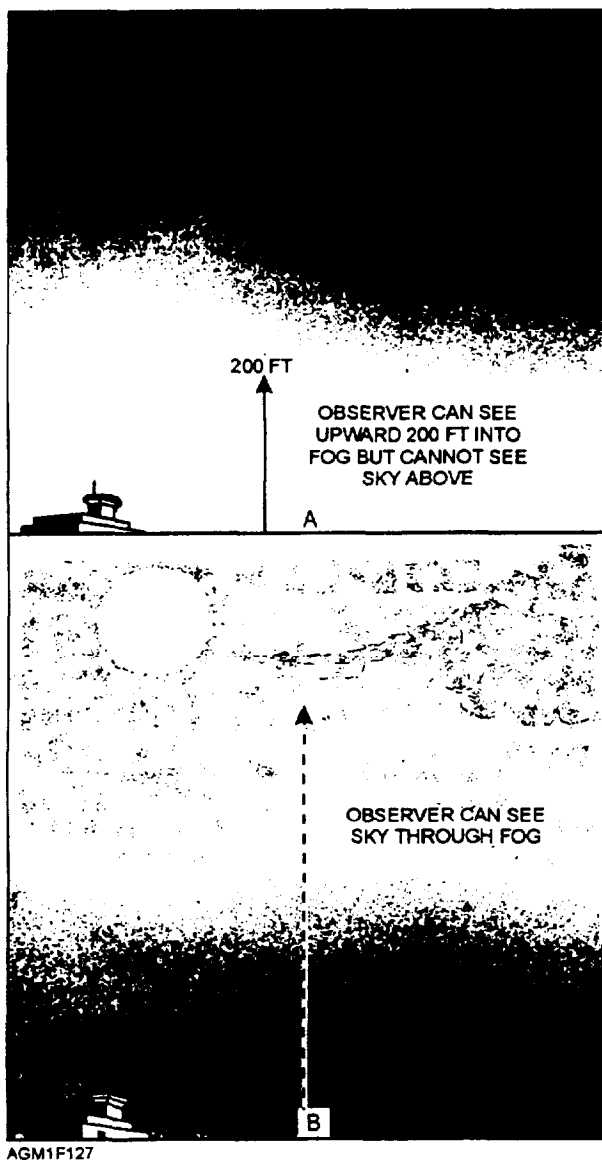 200 FT
OBSERVER CAN SEE
UPWARD 200 FT INTO
FOG BUT CANNOT SEE
SKY ABOVE
A
OBSERVER CAN SEE
SKY THROUGH FOG
B
AGM1F127